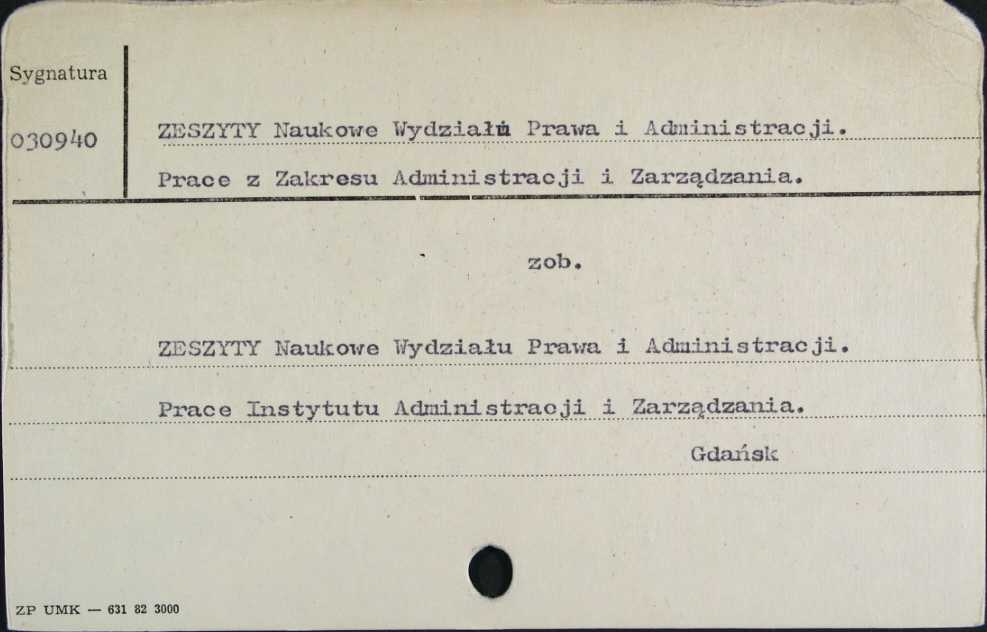 Sygnatura
030940
ZESZYTY Naukowe Wydziału Prawa i Administracji.
Prace z Zakresu Administracji i Zarządzania.
zob.
ZESZYTY Naukowe Wydziału Prawa i Administracji.
Prace Instytutu Administracji i Zarządzania.
Gdańsk
ZP UMK — 631 82 3000